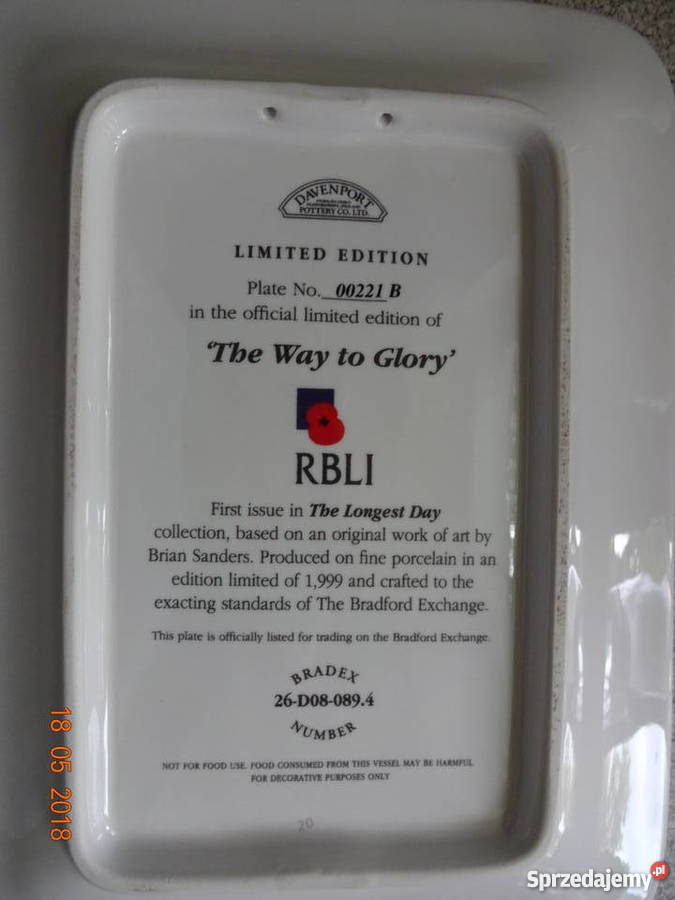 DAVENPORT
POTTERY CO. LTD.
LIMITED EDITION
Plate No. 00221 B
in the official limited edition of
'The Way to Glory'
RBLI
First issue in The Longest Day
collection, based on an original work of art by
Brian Sanders. Produced on fine porcelain in an
edition limited of 1,999 and crafted to the
exacting standards of The Bradford Exchange.
This plate is officially listed for trading on the Bradford Exchange.
BRADEX
26-D08-089.4
NUMBER
NOT FOR FOOD USE. FOOD CONSUMED FROM THIS VESSEL MAY BE HARMFUL
FOR DECORATIVE PURPOSES ONLY
20
18 05 2018
Sprzedajemy.pl